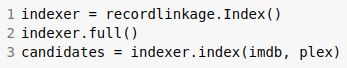 1 indexer = recordlinkage.Index()
2 indexer.full()
3 candidates = indexer.index(imdb, plex)